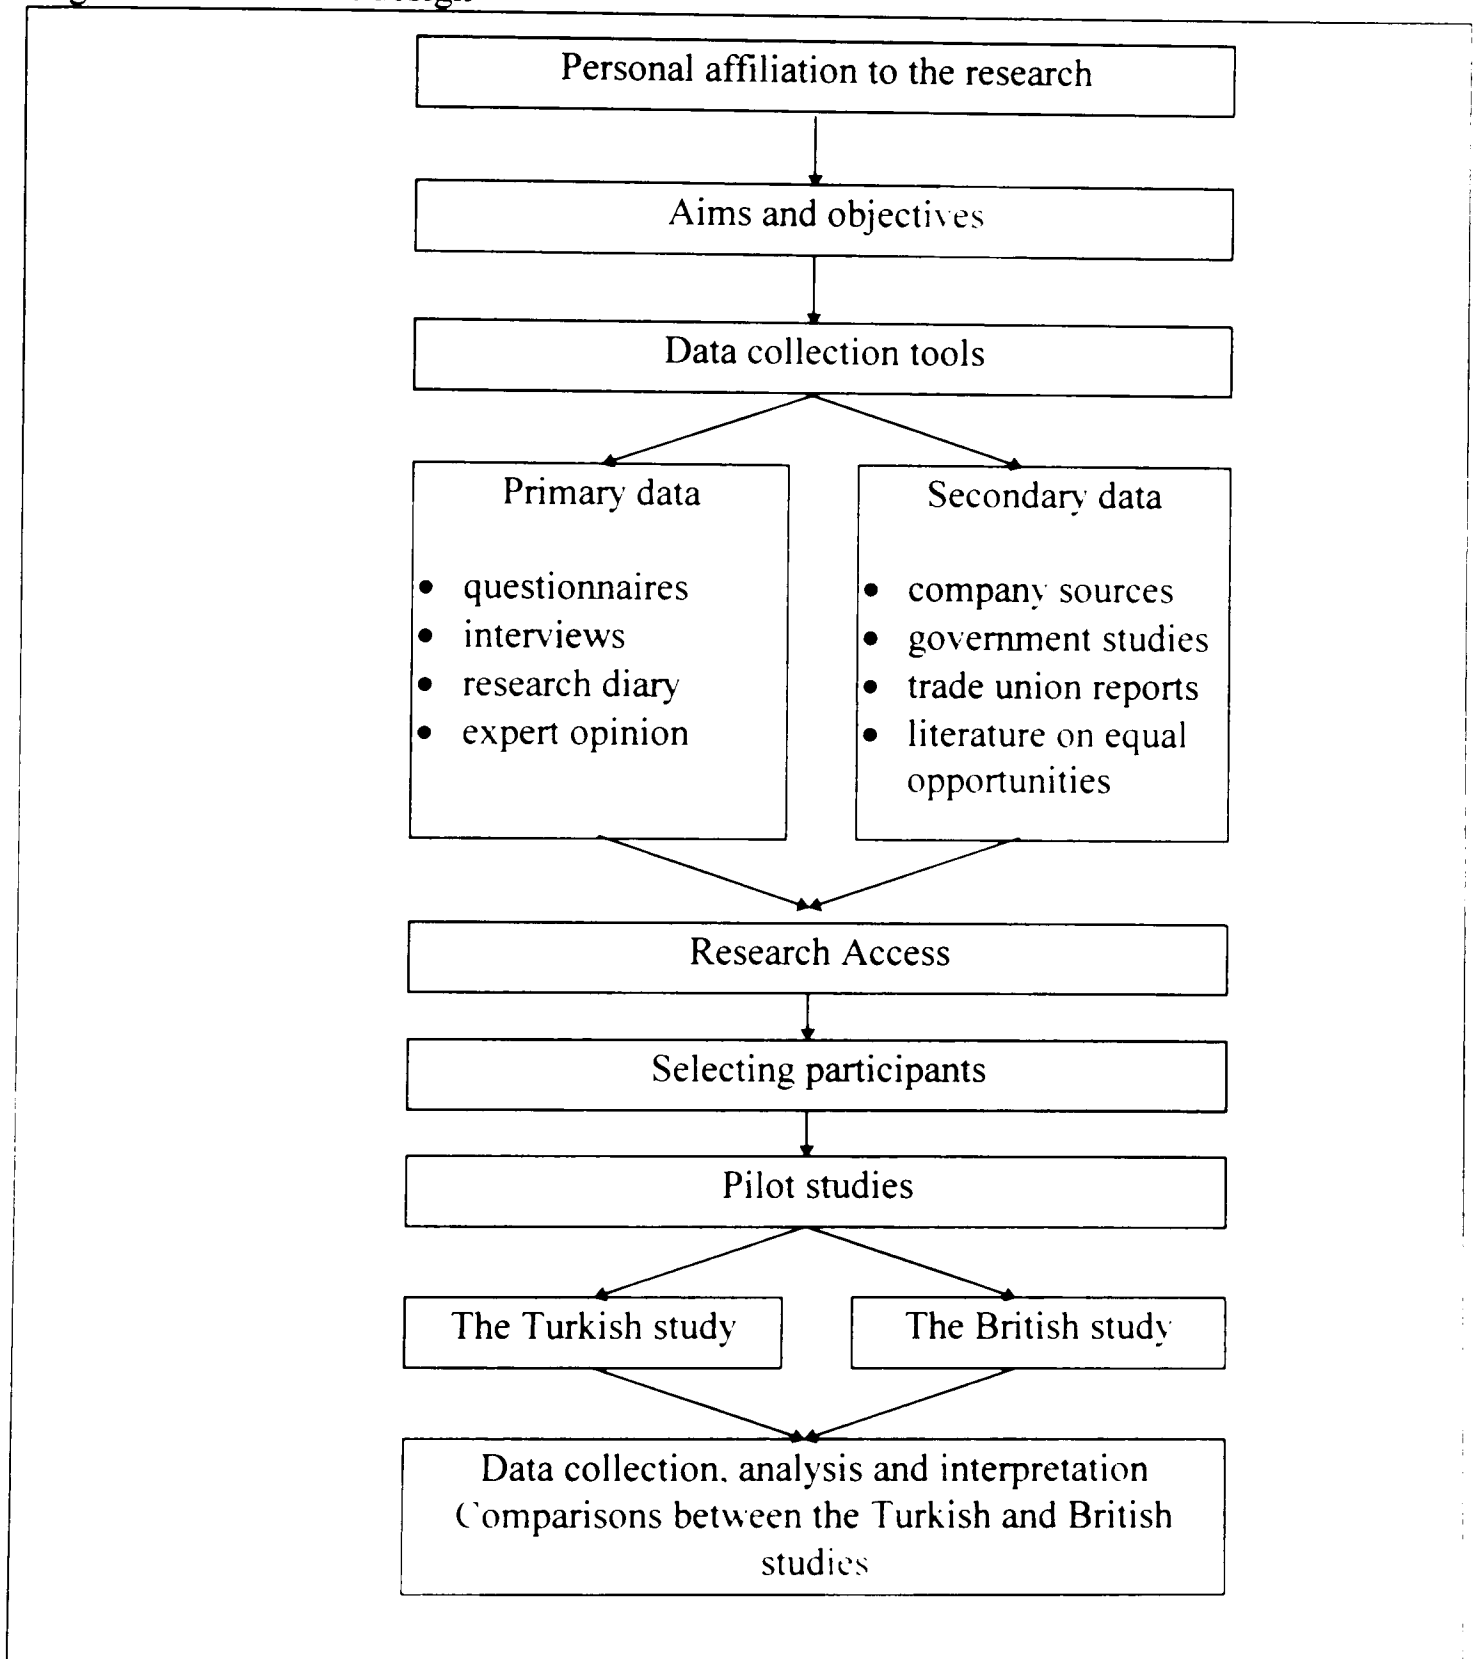 Personal affiliation to the research
Aims and objectives
Data collection tools
Primary data
• questionnaires
• interviews
• research diary
• expert opinion
Secondary data
• company sources
• government studies
• trade union reports
• literature on equal
opportunities
Research Access
Selecting participants
Pilot studies
The Turkish study
The British study
Data collection, analysis and interpretation
Comparisons between the Turkish and British
studies